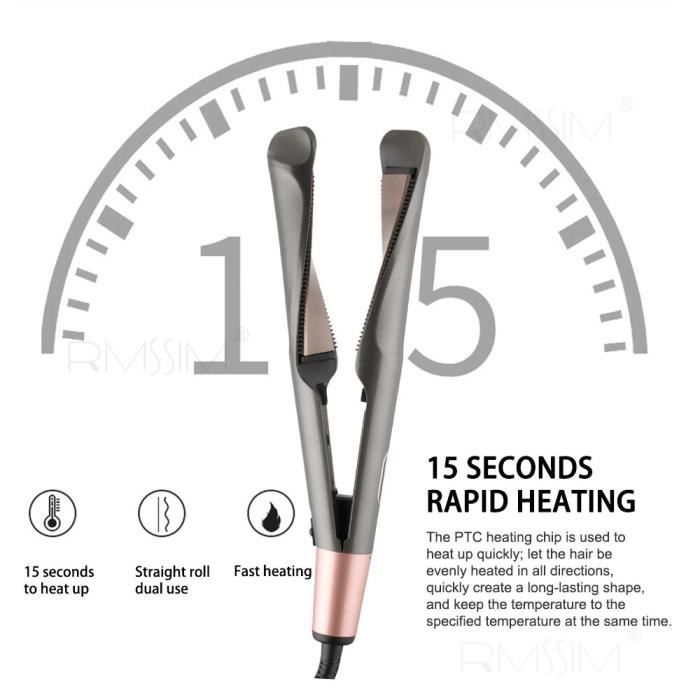 RMSSIM®
15
RMSSIM®
15 SECONDS
RAPID HEATING
The PTC heating chip is used to
heat up quickly; let the hair be
evenly heated in all directions,
quickly create a long-lasting shape,
and keep the temperature to the
specified temperature at the same time.
15 seconds
to heat up
Straight roll
dual use
Fast heating
RMSSIM®